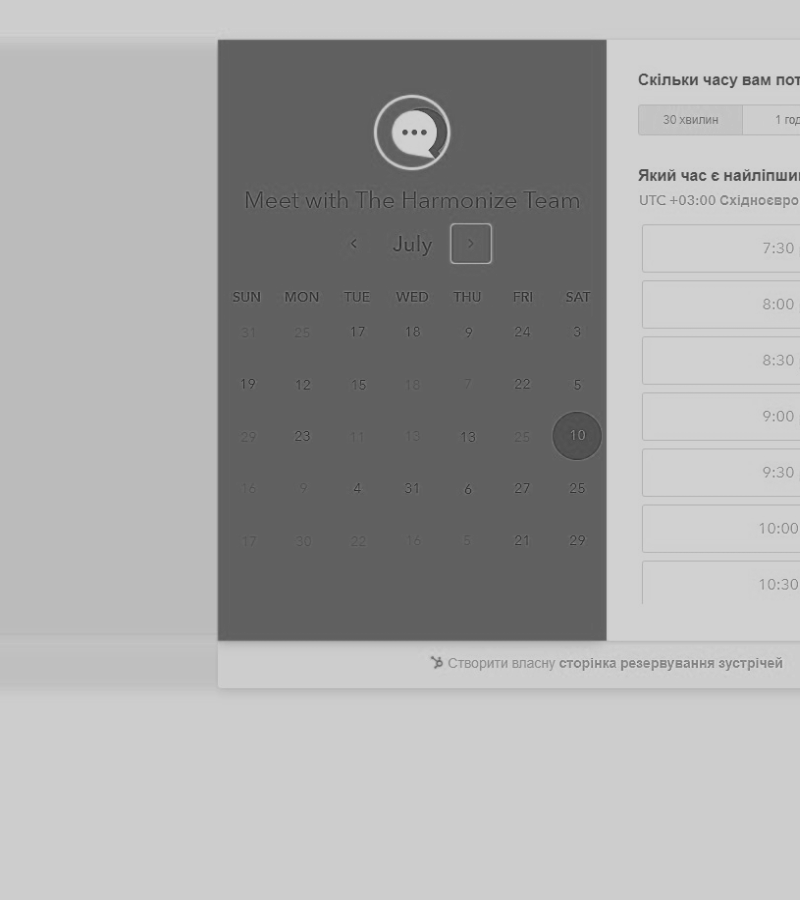 Meet with The Harmonize Team
July
SUN MON TUE WED THU FRI SAT
31 25 17 18 9 24 3
19 12 15 18 7 22 5
29 23 11 13 13 25 10
16 9 4 31 6 27 25
17 30 22 16 5 21 29
Скільки часу вам пот
30 хвилин 1 год
Який час є найліпши
UTC +03:00 Східноєвро
7:30
8:00
8:30
9:00
9:30
10:00
10:30
Створити власну сторінка резервування зустрічей